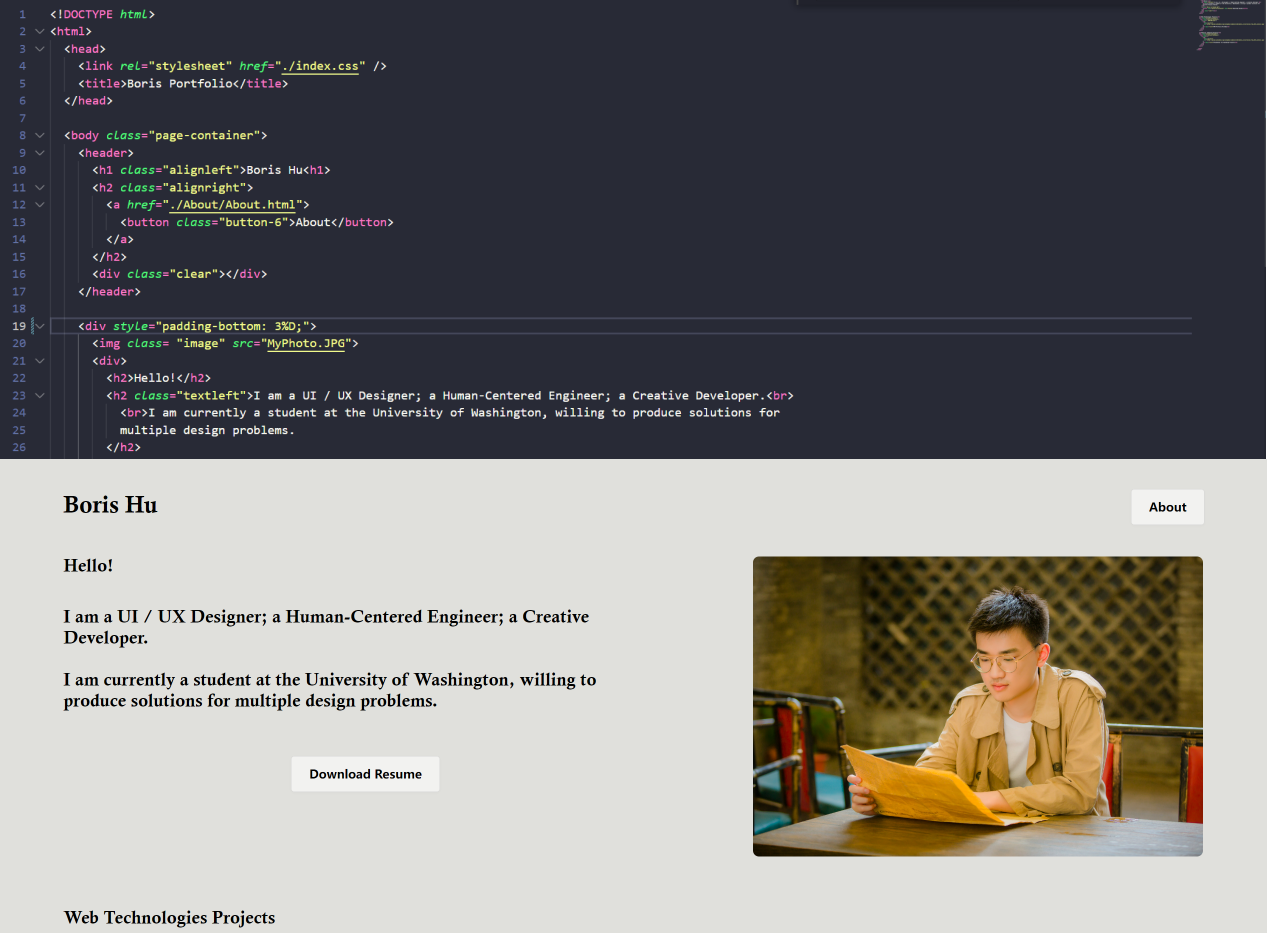 1 <!DOCTYPE html>
2 <html>
3 <head>
4 <link rel="stylesheet" href="./index.css" />
5 <title>Boris Portfolio</title>
6 </head>
7
8 <body class="page-container">
9 <header>
10 <h1 class="alignleft">Boris Hu<h1>
11 <h2 class="alignright">
12 <a href="./About/About.html">
13 <button class="button-6">About</button>
14 </a>
15 </h2>
16 <div class="clear"></div>
17 </header>
18
19 <div style="padding-bottom: 3%D;">
20 <img class= "image" src="MyPhoto.JPG">
21 <div>
22 <h2>Hello!</h2>
23 <h2 class="textleft">I am a UI / UX Designer; a Human-Centered Engineer; a Creative Developer.<br>
24 <br>I am currently a student at the University of Washington, willing to produce solutions for
25 multiple design problems.
26 </h2>
Boris Hu
About
Hello!
I am a UI / UX Designer; a Human-Centered Engineer; a Creative
Developer.
I am currently a student at the University of Washington, willing to
produce solutions for multiple design problems.
Download Resume
Web Technologies Projects